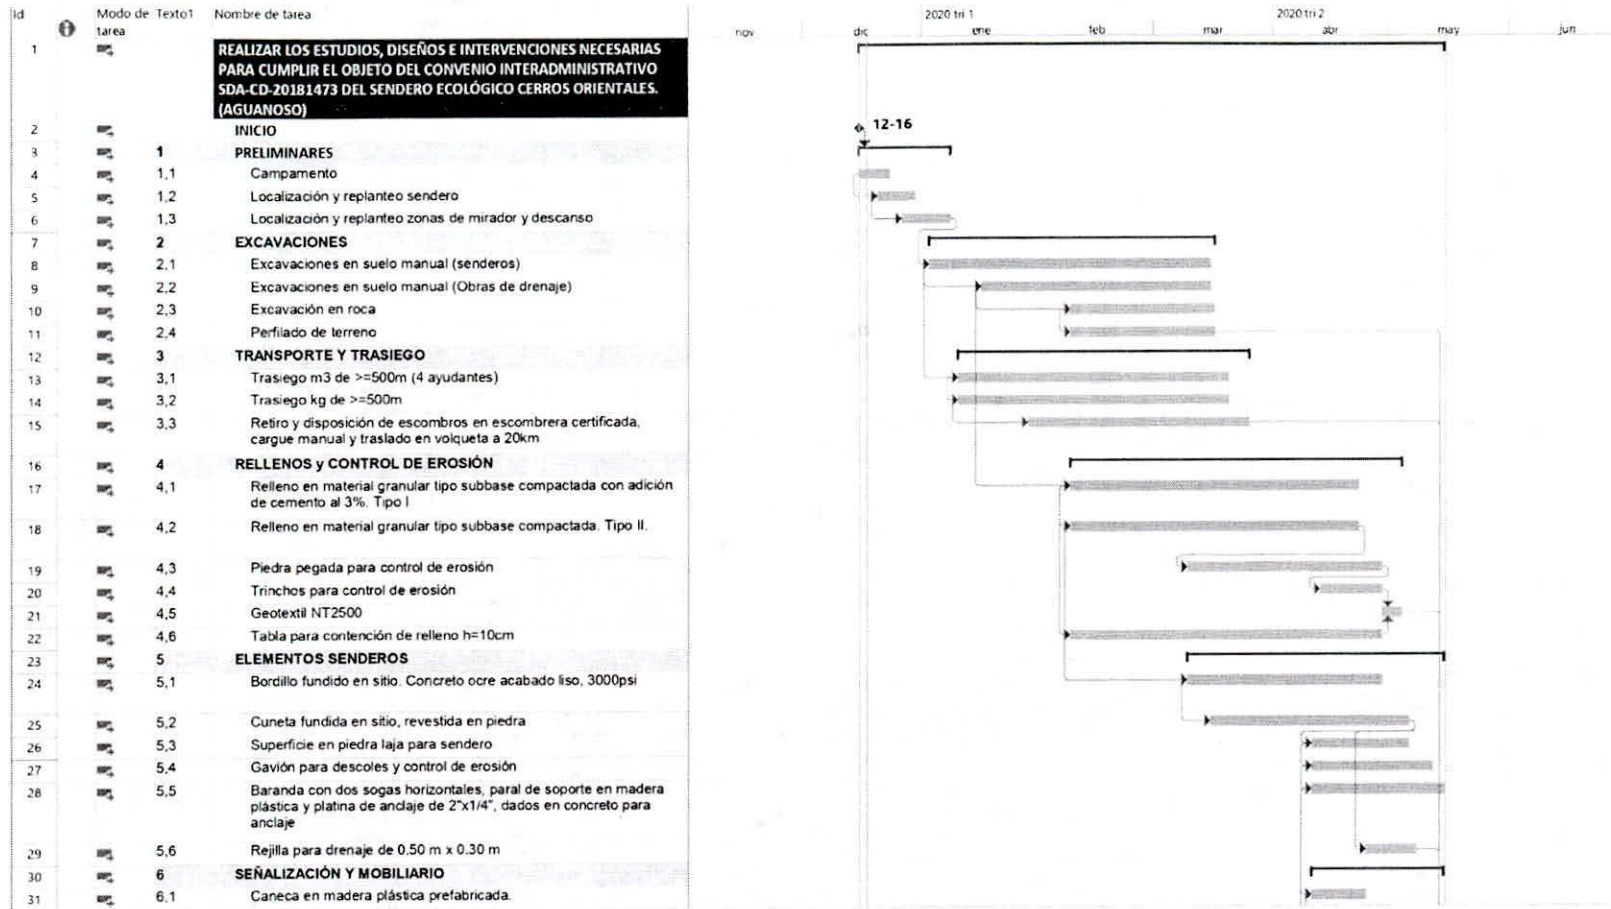 Id Modo de tarea Texto1 Nombre de tarea
2020 tri 1 2020 tri 2
nov dic ene feb mar abr may jun
1 REALIZAR LOS ESTUDIOS, DISEÑOS E INTERVENCIONES NECESARIAS
PARA CUMPLIR EL OBJETO DEL CONVENIO INTERADMINISTRATIVO
SDA-CD-20181473 DEL SENDERO ECOLÓGICO CERROS ORIENTALES.
(AGUANOSO)
2 INICIO 12-16
3 1 PRELIMINARES
4 1,1 Campamento
5 1,2 Localización y replanteo sendero
6 1,3 Localización y replanteo zonas de mirador y descanso
7 2 EXCAVACIONES
8 2,1 Excavaciones en suelo manual (senderos)
9 2,2 Excavaciones en suelo manual (Obras de drenaje)
10 2,3 Excavación en roca
11 2,4 Perfilado de terreno
12 3 TRANSPORTE Y TRASIEGO
13 3,1 Trasiego m3 de >=500m (4 ayudantes)
14 3,2 Trasiego kg de >=500m
15 3,3 Retiro y disposición de escombros en escombrera certificada,
cargue manual y traslado en volqueta a 20km
16 4 RELLENOS y CONTROL DE EROSIÓN
17 4,1 Relleno en material granular tipo subbase compactada con adición
de cemento al 3%. Tipo I
18 4,2 Relleno en material granular tipo subbase compactada. Tipo II.
19 4,3 Piedra pegada para control de erosión
20 4,4 Trinchos para control de erosión
21 4,5 Geotextil NT2500
22 4,6 Tabla para contención de relleno h=10cm
23 5 ELEMENTOS SENDEROS
24 5,1 Bordillo fundido en sitio. Concreto ocre acabado liso, 3000psi
25 5,2 Cuneta fundida en sitio, revestida en piedra
26 5,3 Superficie en piedra laja para sendero
27 5,4 Gavión para descoles y control de erosión
28 5,5 Baranda con dos sogas horizontales, paral de soporte en madera
plástica y platina de anclaje de 2"x1/4", dados en concreto para
anclaje
29 5,6 Rejilla para drenaje de 0.50 m x 0.30 m
30 6 SEÑALIZACIÓN Y MOBILIARIO
31 6,1 Caneca en madera plástica prefabricada.